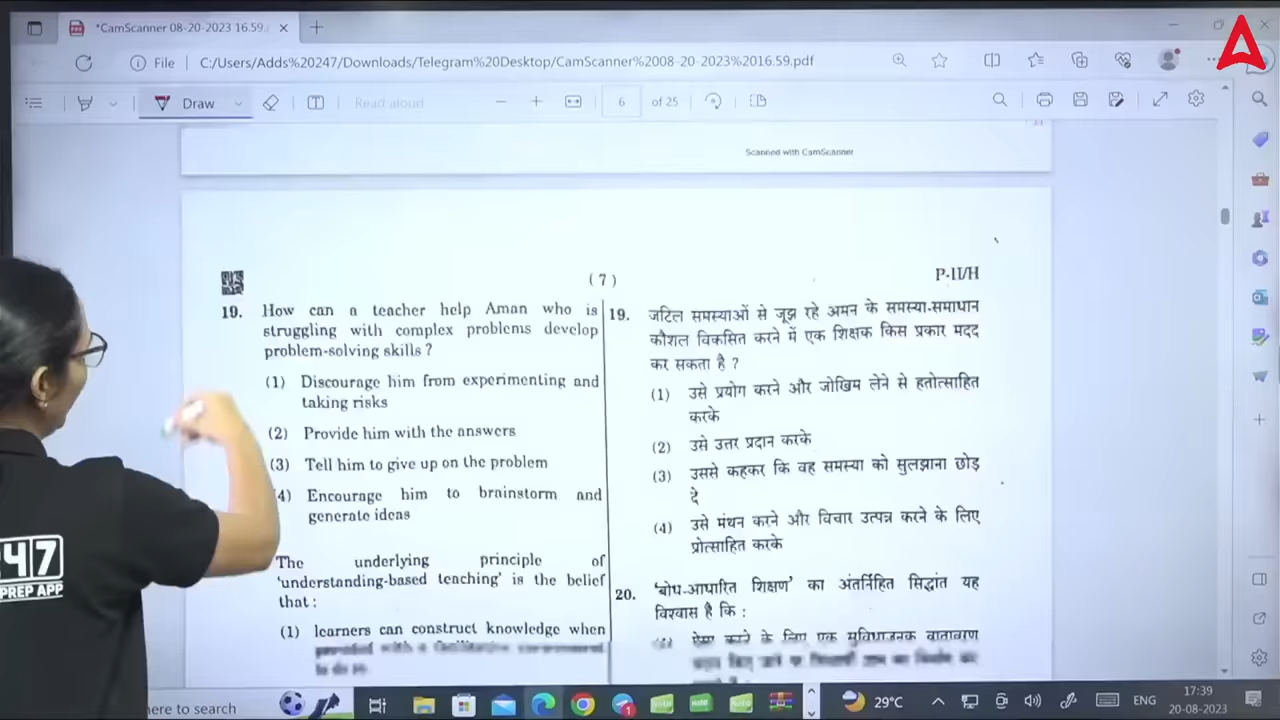 *CamScanner 08-20-2023 16.59.
File
C:/Users/Adds%20247/Downloads/Telegram%20Desktop/CamScanner%2008-20-2023%2016.59.pdf
Draw
Read aloud
6
of 25
Scanned with CamScanner
( 7 )
P-II/H
19. How can a teacher help Aman who is
struggling with complex problems develop
problem-solving skills ?
(1) Discourage him from experimenting and
taking risks
(2) Provide him with the answers
(3) Tell him to give up on the problem
4) Encourage him to brainstorm and
generate ideas
The underlying principle of
'understanding-based teaching' is the belief
that :
(1) learners can construct knowledge when
19. जटिल समस्याओं से जूझ रहे अमन के समस्या-समाधान
कौशल विकसित करने में एक शिक्षक किस प्रकार मदद
कर सकता है ?
(1) उसे प्रयोग करने और जोखिम लेने से हतोत्साहित
करके
(2) उसे उत्तर प्रदान करके
(3) उससे कहकर कि वह समस्या को सुलझाना छोड़
दे
(4) उसे मंथन करने और विचार उत्पन्न करने के लिए
प्रोत्साहित करके
20. 'बोध-आधारित शिक्षण' का अंतर्निहित सिद्धांत यह
विश्वास है कि :
ऐसा करने के लिए एक सुविधाजनक वातावरण
247
PREP APP
here to search
29°C
ENG
17:39
20-08-2023